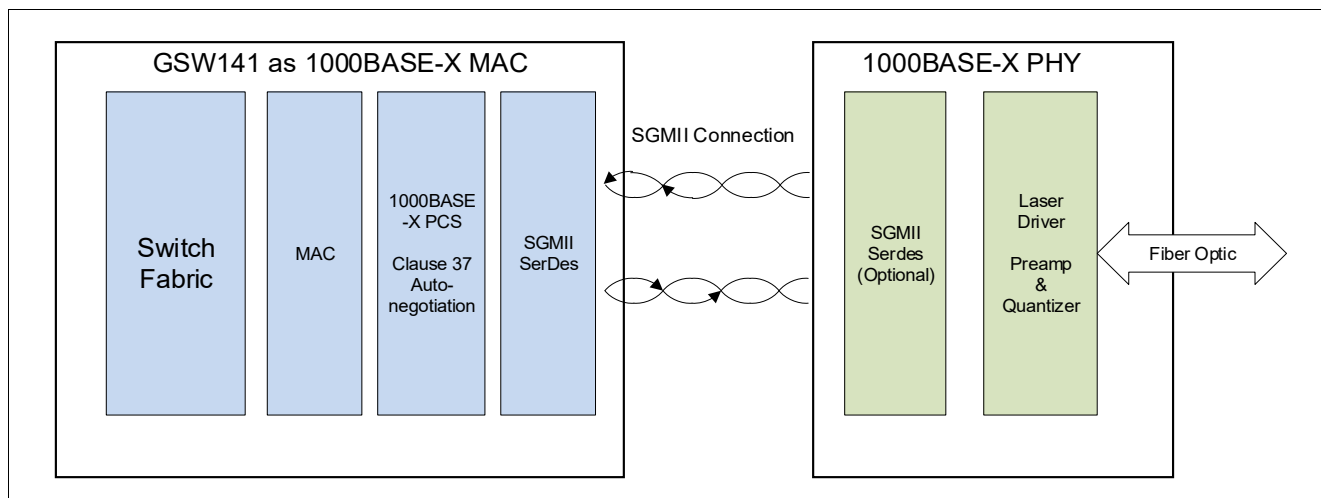 GSW141 as 1000BASE-X MAC
Switch
Fabric
MAC
1000BASE
-X PCS
Clause 37
Auto-
negotiation
SGMII
SerDes
SGMII Connection
1000BASE-X PHY
SGMII
Serdes
(Optional)
Laser
Driver
Preamp
&
Quantizer
Fiber Optic